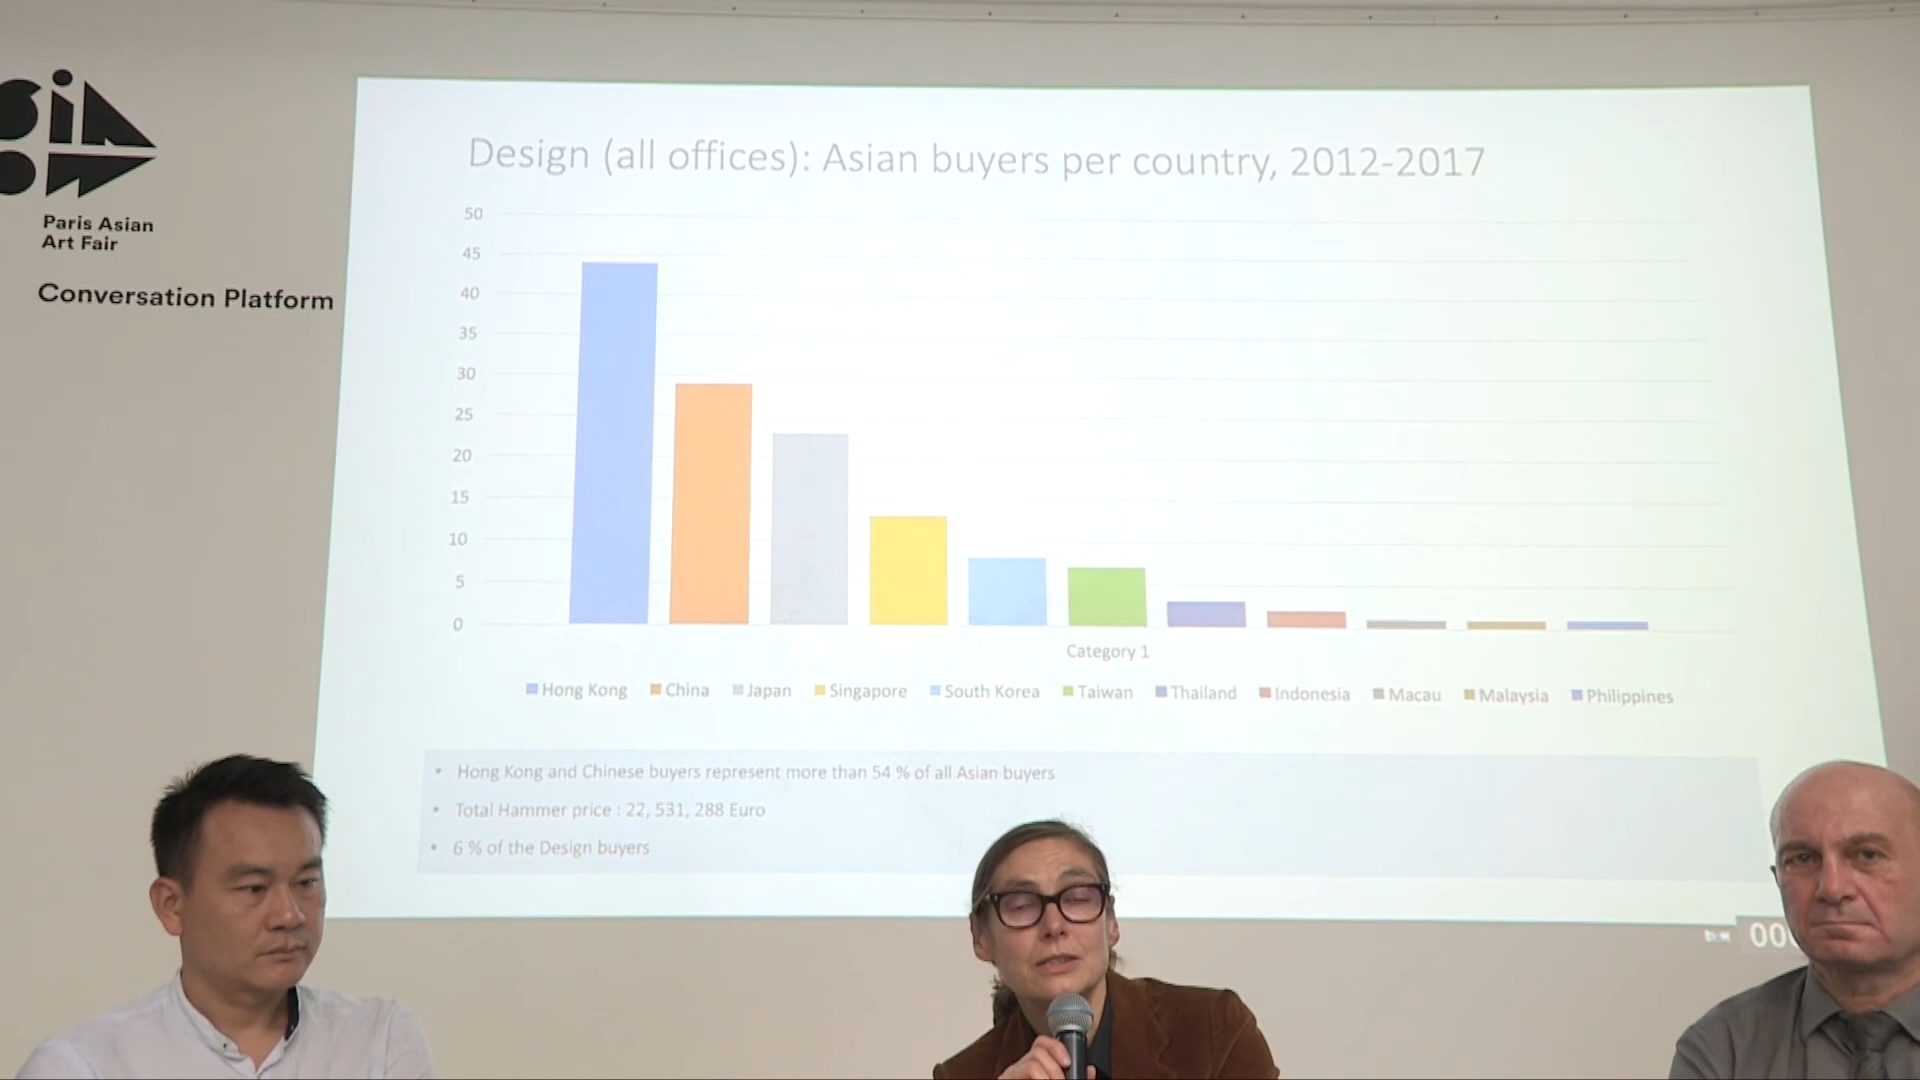 Paris Asian
Art Fair
Conversation Platform
Design (all offices): Asian buyers per country, 2012-2017
50
45
40
35
30
25
20
15
10
5
0
Category 1
Hong Kong China Japan Singapore South Korea Taiwan Thailand Indonesia Macau Malaysia Philippines
• Hong Kong and Chinese buyers represent more than 54 % of all Asian buyers
• Total Hammer price : 22, 531, 288 Euro
• 6 % of the Design buyers